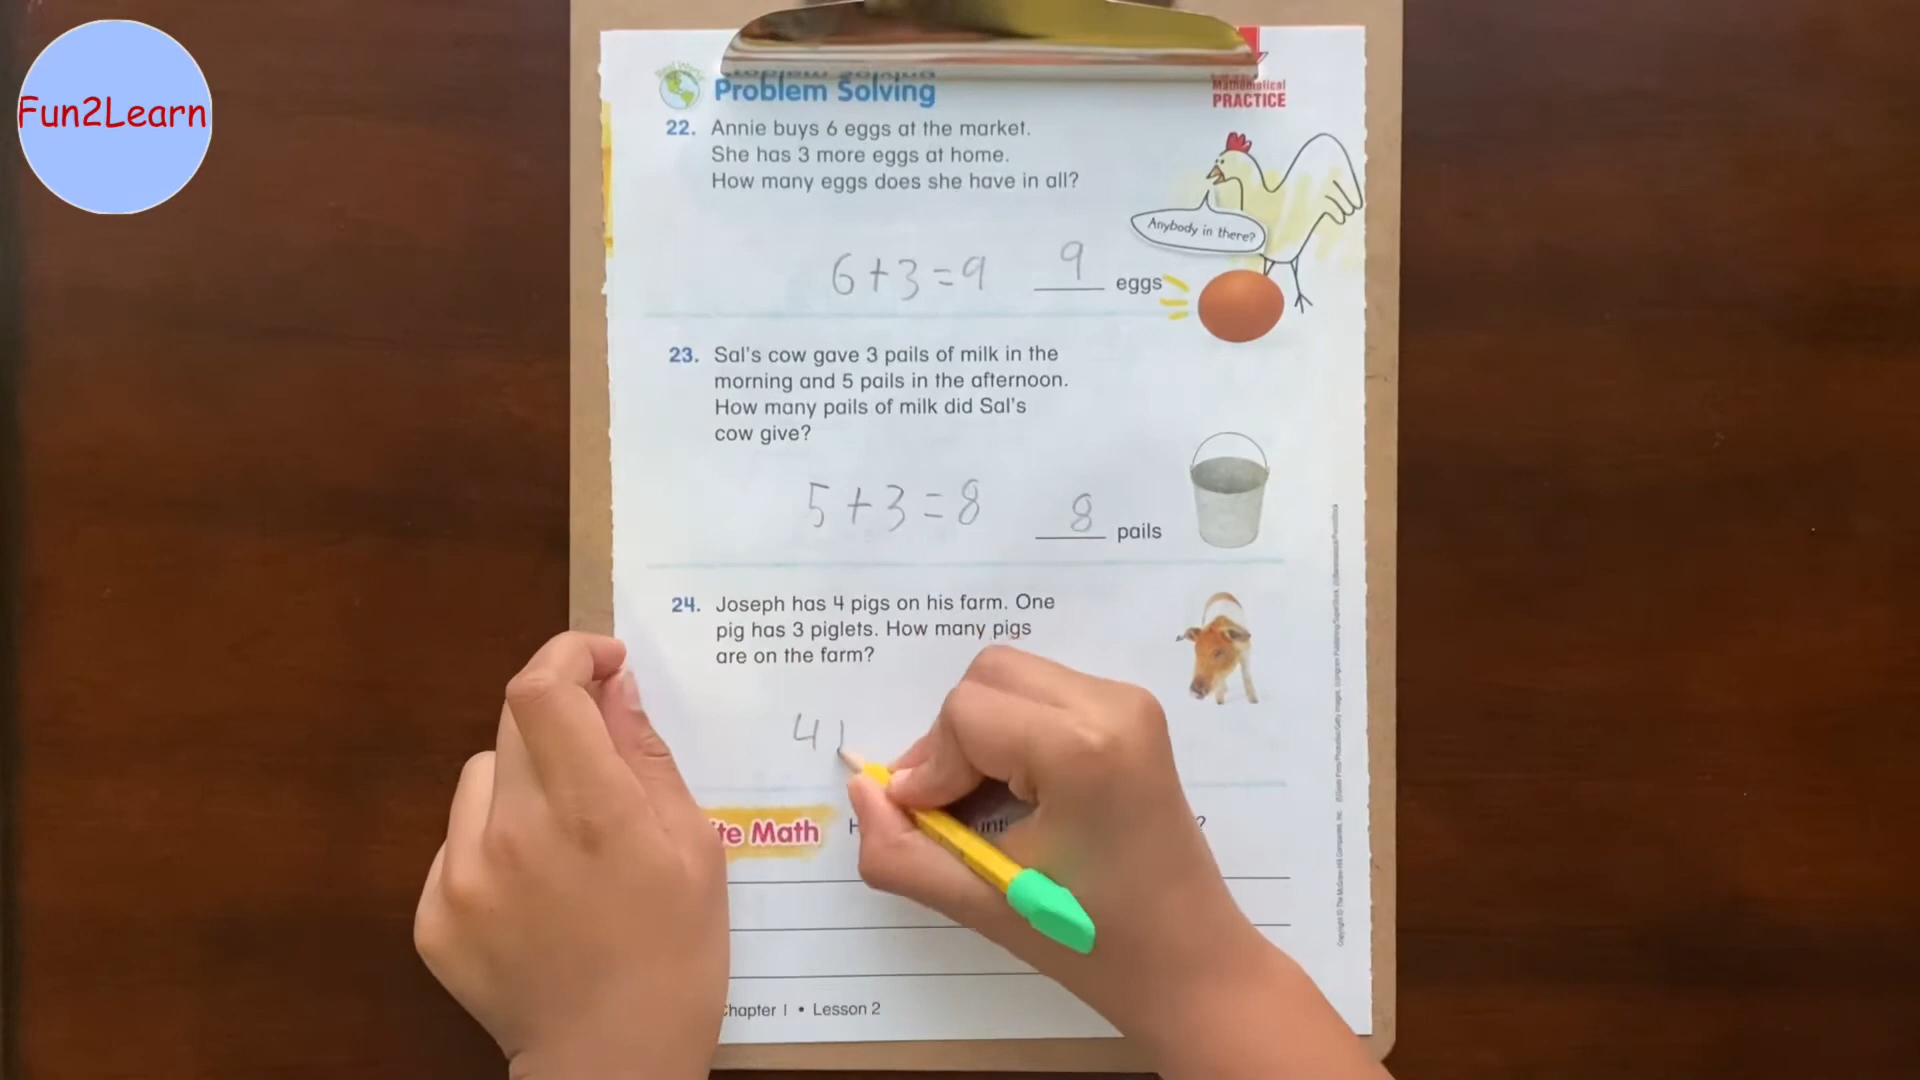 Fun2Learn
Problem Solving
Mathematical
PRACTICE
22. Annie buys 6 eggs at the market.
She has 3 more eggs at home.
How many eggs does she have in all?
Anybody in there?
6+3=9 9 eggs
23. Sal's cow gave 3 pails of milk in the
morning and 5 pails in the afternoon.
How many pails of milk did Sal's
cow give?
5+3=8 8 pails
24. Joseph has 4 pigs on his farm. One
pig has 3 piglets. How many pigs
are on the farm?
4
te Math ?
Chapter 1 • Lesson 2